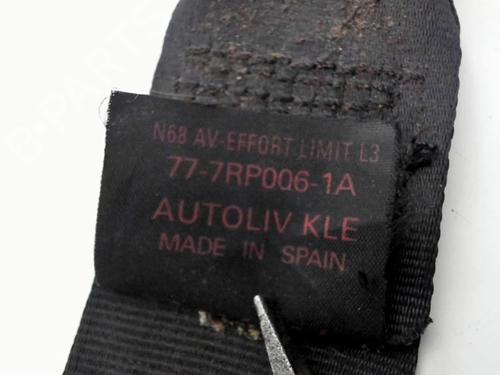 N68 AV-EFFORT LIMIT L3
77-7RP006-1A
AUTOLIV KLE
MADE IN SPAIN